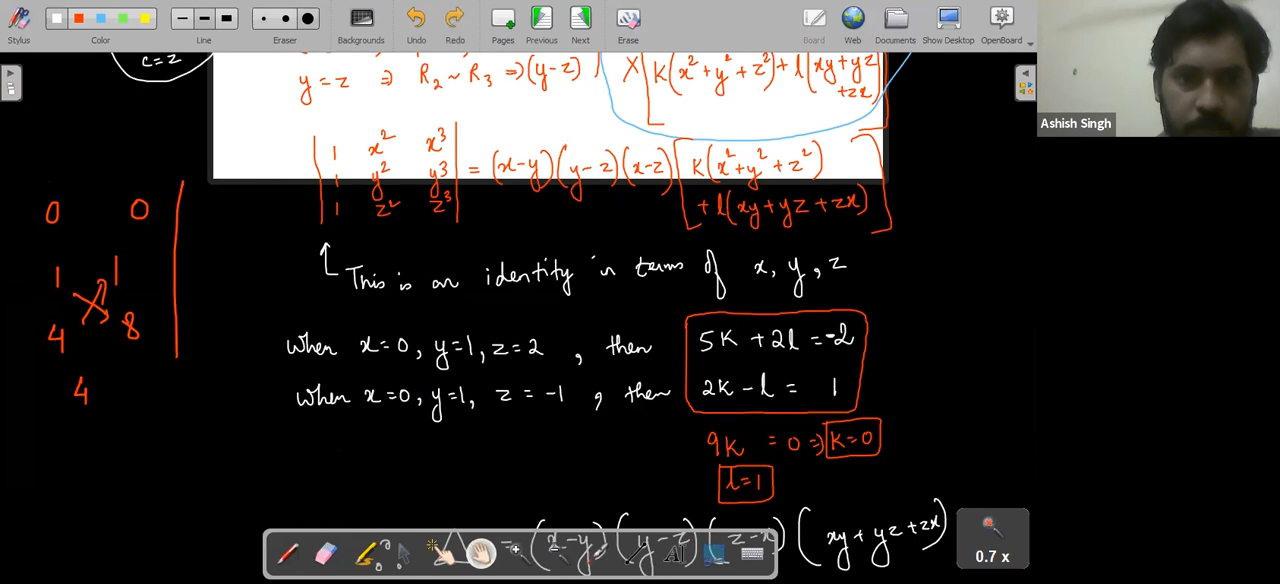 Stylus Color Line Eraser Backgrounds Undo Redo Pages Previous Next Erase Board Web Documents Show Desktop OpenBoard
Ashish Singh
c=z
y = z ⇒ R₂ ~ R₃ ⇒ (y-z)
X [ K(x²+y²+z²) + l(xy+yz
+zx)
| 1 x² x³ |
| 1 y² y³ | = (x-y)(y-z)(x-z) [ K(x²+y²+z²)
| 1 z² z³ | + l(xy+yz+zx) ]
0 0
1 1
4 8
4
This is an identity in terms of x, y, z
When x=0, y=1, z=2 , then 5K + 2l = -2
When x=0, y=1, z = -1 , then 2K - l = 1
9K = 0 ⇒ K=0
l=1
Δ = (x-y) (y-z) (z-x) (xy+yz+zx)
0.7 x